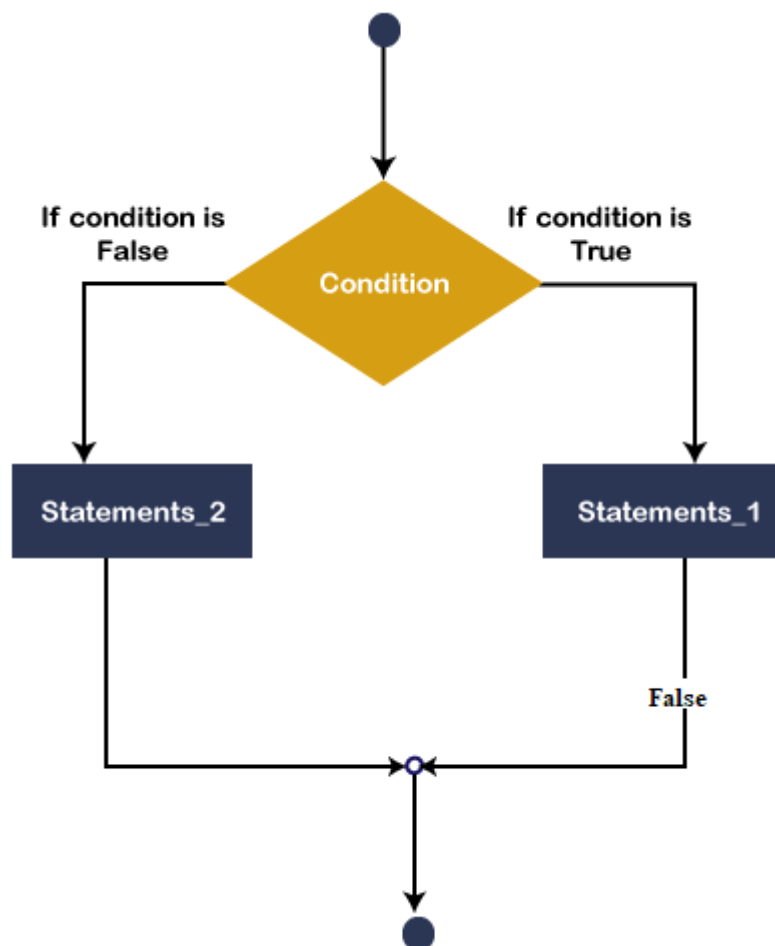 If condition is
False
If condition is
True
Condition
Statements_2
Statements_1
False